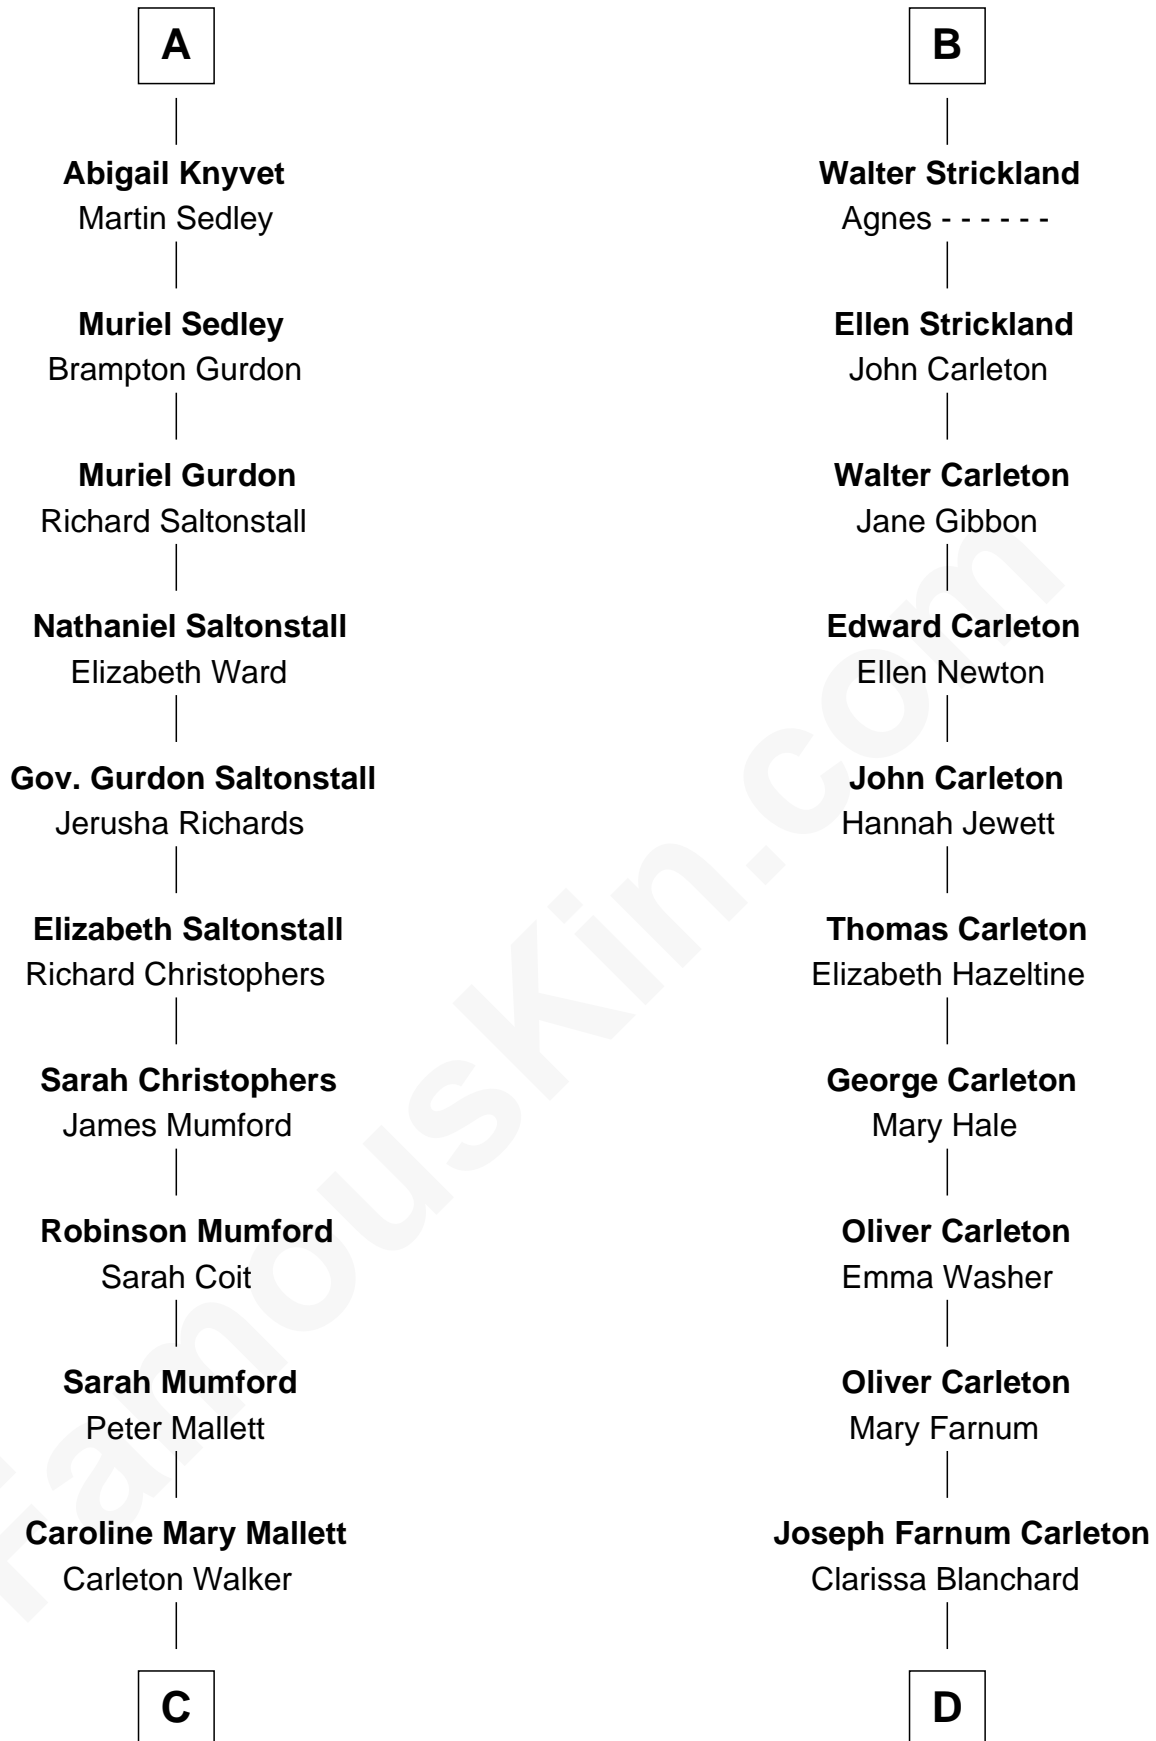 A
Abigail Knyvet
Martin Sedley
Muriel Sedley
Brampton Gurdon
Muriel Gurdon
Richard Saltonstall
Nathaniel Saltonstall
Elizabeth Ward
Gov. Gurdon Saltonstall
Jerusha Richards
Elizabeth Saltonstall
Richard Christophers
Sarah Christophers
James Mumford
Robinson Mumford
Sarah Coit
Sarah Mumford
Peter Mallett
Caroline Mary Mallett
Carleton Walker
C
B
Walter Strickland
Agnes - - - - - -
Ellen Strickland
John Carleton
Walter Carleton
Jane Gibbon
Edward Carleton
Ellen Newton
John Carleton
Hannah Jewett
Thomas Carleton
Elizabeth Hazeltine
George Carleton
Mary Hale
Oliver Carleton
Emma Washer
Oliver Carleton
Mary Farnum
Joseph Farnum Carleton
Clarissa Blanchard
D
FamousKin.com